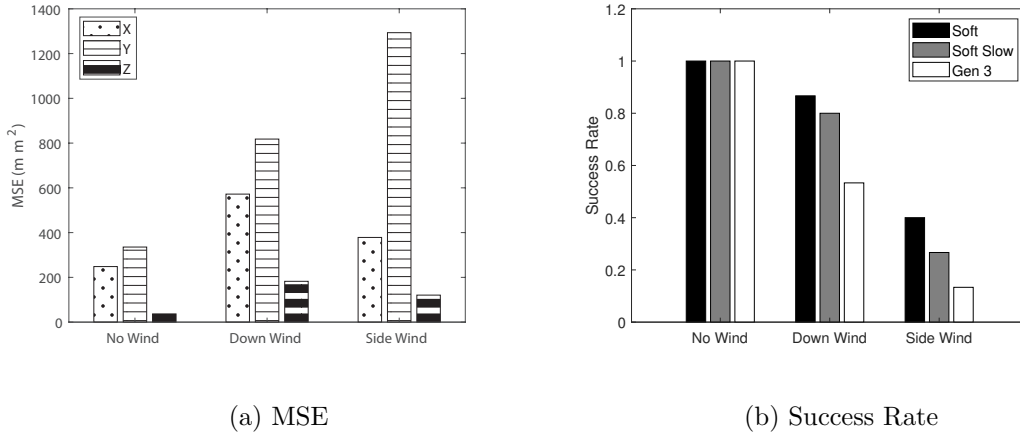 1400
1200
1000
800
600
400
200
0
MSE (m m 2)
X
Y
Z
No Wind
Down Wind
Side Wind
(a) MSE
1.2
1
0.8
0.6
0.4
0.2
0
Success Rate
Soft
Soft Slow
Gen 3
No Wind
Down Wind
Side Wind
(b) Success Rate